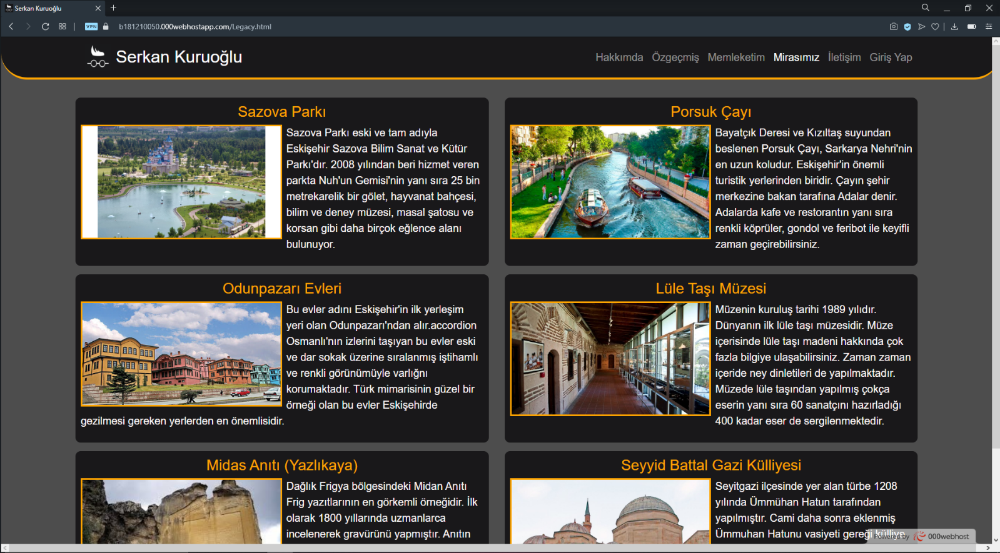 Serkan Kuruoğlu
VPN
b181210050.000webhostapp.com/Legacy.html
Serkan Kuruoğlu
Hakkımda Özgeçmiş Memleketim Mirasımız İletişim Giriş Yap
Sazova Parkı
Sazova Parkı eski ve tam adıyla
Eskişehir Sazova Bilim Sanat ve Kütür
Parkı'dır. 2008 yılından beri hizmet veren
parkta Nuh'un Gemisi'nin yanı sıra 25 bin
metrekarelik bir gölet, hayvanat bahçesi,
bilim ve deney müzesi, masal şatosu ve
korsan gibi daha birçok eğlence alanı
bulunuyor.
Porsuk Çayı
Bayatçık Deresi ve Kızıltaş suyundan
beslenen Porsuk Çayı, Sarkarya Nehri'nin
en uzun koludur. Eskişehir'in önemli
turistik yerlerinden biridir. Çayın şehir
merkezine bakan tarafına Adalar denir.
Adalarda kafe ve restorantın yanı sıra
renkli köprüler, gondol ve feribot ile keyifli
zaman geçirebilirsiniz.
Odunpazarı Evleri
Bu evler adını Eskişehir'in ilk yerleşim
yeri olan Odunpazarı'ndan alır.accordion
Osmanlı'nın izlerini taşıyan bu evler eski
ve dar sokak üzerine sıralanmış iştihamlı
ve renkli görünümüyle varlığnı
korumaktadır. Türk mimarisinin güzel bir
örneği olan bu evler Eskişehirde
gezilmesi gereken yerlerden en önemlisidir.
Lüle Taşı Müzesi
Müzenin kuruluş tarihi 1989 yılıdır.
Dünyanın ilk lüle taşı müzesidir. Müze
içerisinde lüle taşı madeni hakkında çok
fazla bilgiye ulaşabilirsiniz. Zaman zaman
içeride ney dinletileri de yapılmaktadır.
Müzede lüle taşından yapılmış çokça
eserin yanı sıra 60 sanatçını hazırladığı
400 kadar eser de sergilenmektedir.
Midas Anıtı (Yazlıkaya)
Dağlık Frigya bölgesindeki Midan Anıtı
Frig yazıtlarının en görkemli örneğidir. İlk
olarak 1800 yıllarında uzmanlarca
incelenerek gravürünü yapmıştır. Anıtın
Seyyid Battal Gazi Külliyesi
Seyitgazi ilçesinde yer alan türbe 1208
yılında Ümmühan Hatun tarafından
yapılmıştır. Cami daha sonra eklenmiş
Ümmuhan Hatunu vasiyeti gereği külliye
Powered by 000webhost